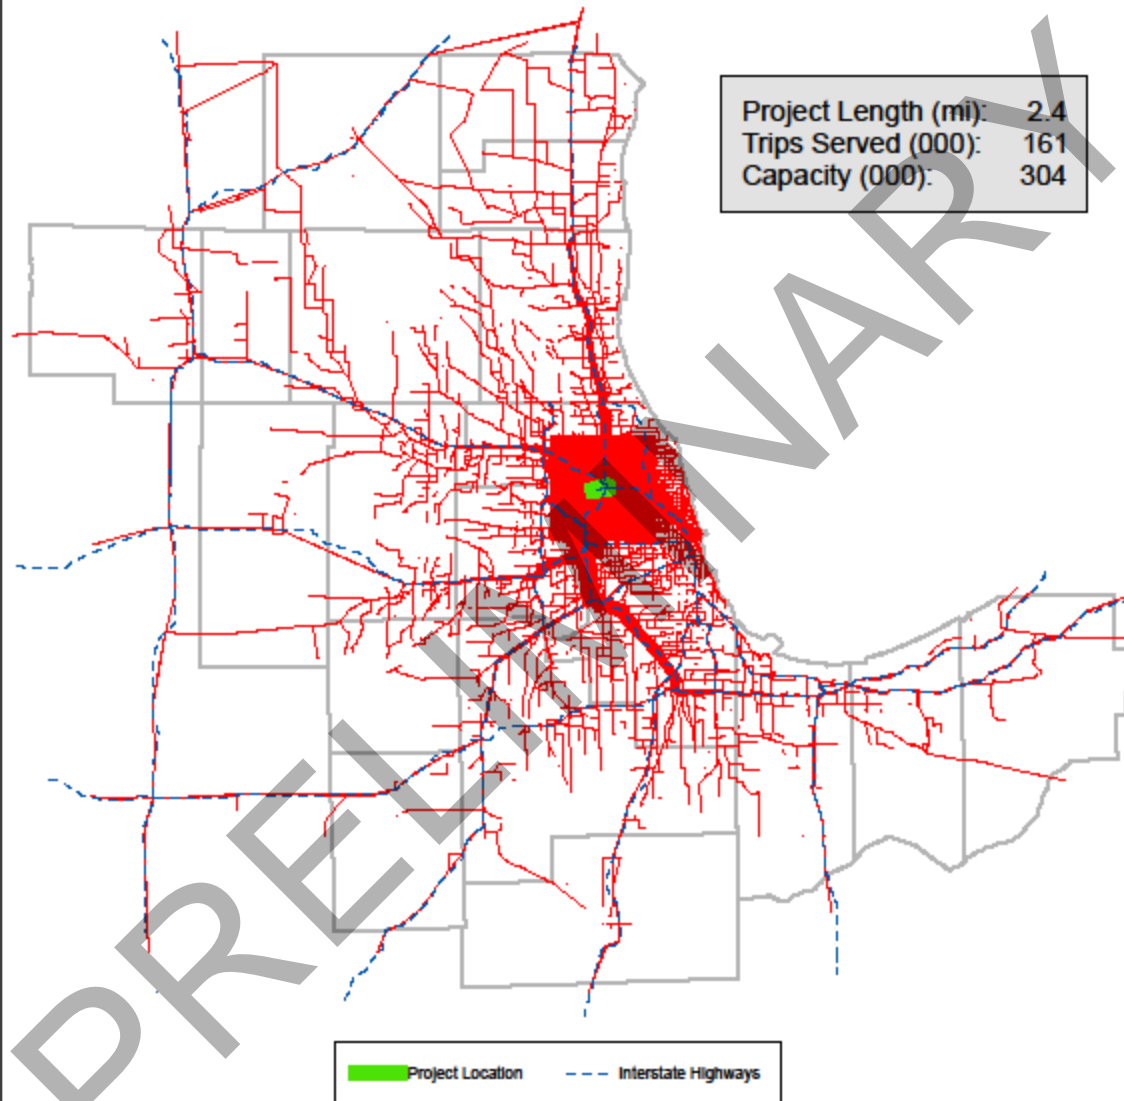 Project Length (mi): 2.4
Trips Served (000): 161
Capacity (000): 304
PRELIMINARY
Project Location
Interstate Highways